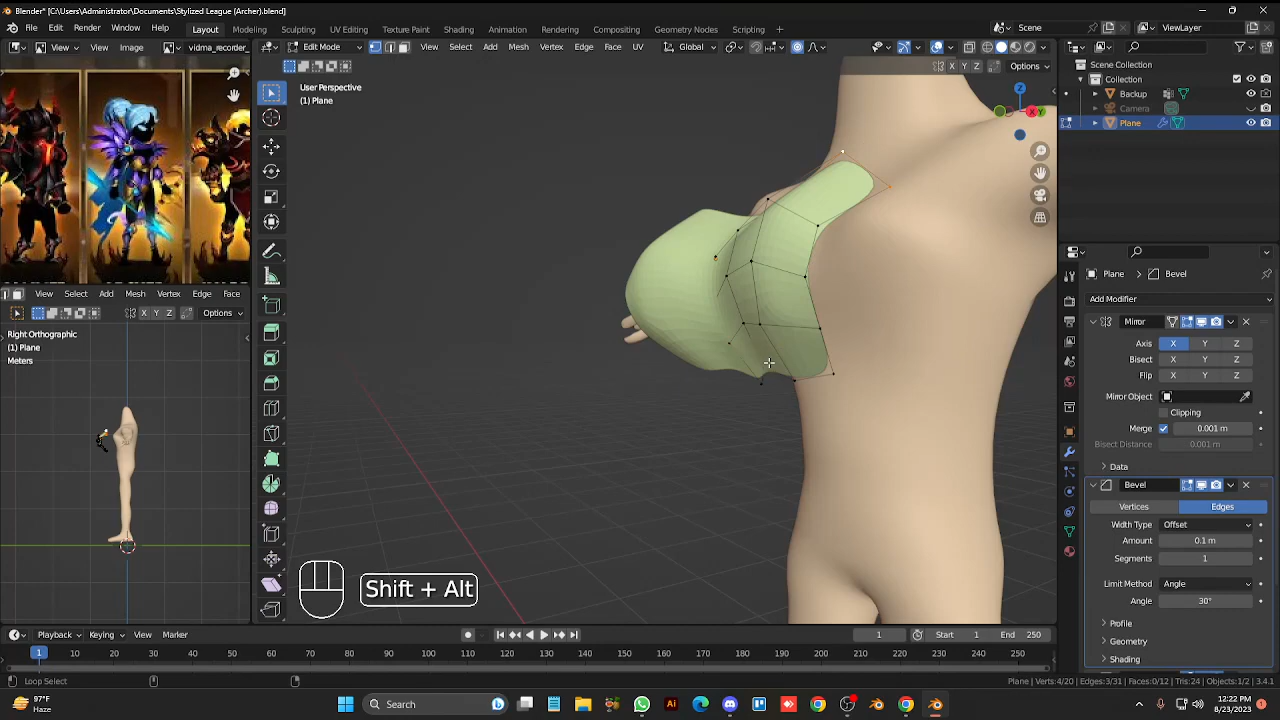 Blender* [C:\Users\Administrator\Documents\Stylized League (Archer).blend]
File Edit Render Window Help Layout Modeling Sculpting UV Editing Texture Paint Shading Animation Rendering Compositing Geometry Nodes Scripting + Scene ViewLayer
View View Image vidma_recorder_
Edit Mode View Select Add Mesh Vertex Edge Face UV Global
X Y Z Options
User Perspective
(1) Plane
Scene Collection
Collection
Backup
Camera
Plane
View Select Add Mesh Vertex Edge Face
X Y Z Options
Right Orthographic
(1) Plane
Meters
Plane > Bevel
Add Modifier
Mirror
Axis X Y Z
Bisect X Y Z
Flip X Y Z
Mirror Object
Clipping
Merge 0.001 m
Bisect Distance 0.001 m
Data
Bevel
Vertices Edges
Width Type Offset
Amount 0.1 m
Segments 1
Limit Method Angle
Angle 30°
Profile
Geometry
Shading
Shift + Alt
Playback Keying View Marker 1 Start 1 End 250
1 10 20 30 40 50 60 70 80 90 100 110 120 130 140 150 160 170 180 190 200 210 220 230 240 250
Loop Select Plane | Verts:4/20 | Edges:3/31 | Faces:0/12 | Tris:24 | Objects:1/2 | 3.4.1
97°F
Haze
Search
12:22 PM
8/23/2023